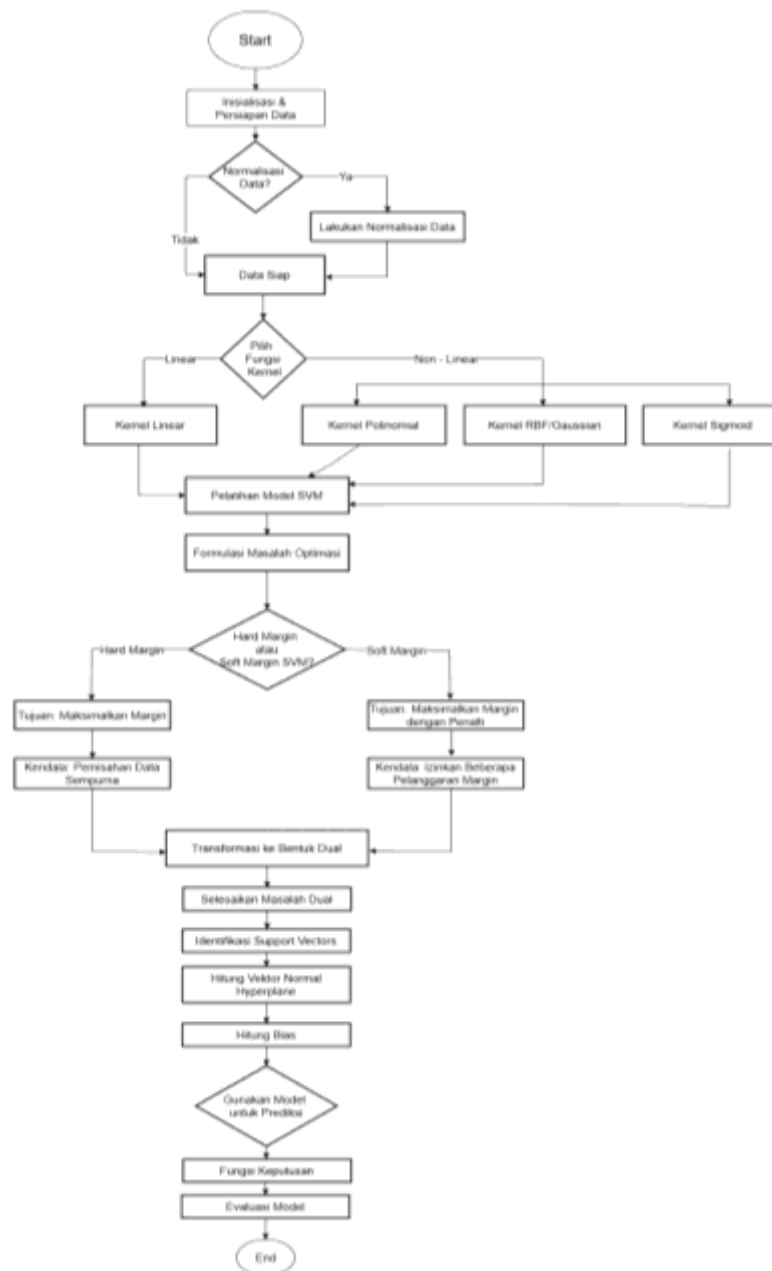 Start
Inisialisasi &
Persiapan Data
Normalisasi
Data?
Ya
Lakukan Normalisasi Data
Tidak
Data Siap
Pilih
Fungsi
Kernel
Linear
Non - Linear
Kernel Linear
Kernel Polinomial
Kernel RBF/Gaussian
Kernel Sigmoid
Pelatihan Model SVM
Formulasi Masalah Optimasi
Hard Margin
atau
Soft Margin SVM?
Hard Margin
Soft Margin
Tujuan: Maksimalkan Margin
Tujuan: Maksimalkan Margin
dengan Penalti
Kendala: Pemisahan Data
Sempurna
Kendala: Izinkan Beberapa
Pelanggaran Margin
Transformasi ke Bentuk Dual
Selesaikan Masalah Dual
Identifikasi Support Vectors
Hitung Vektor Normal
Hyperplane
Hitung Bias
Gunakan Model
untuk Prediksi
Fungsi Keputusan
Evaluasi Model
End